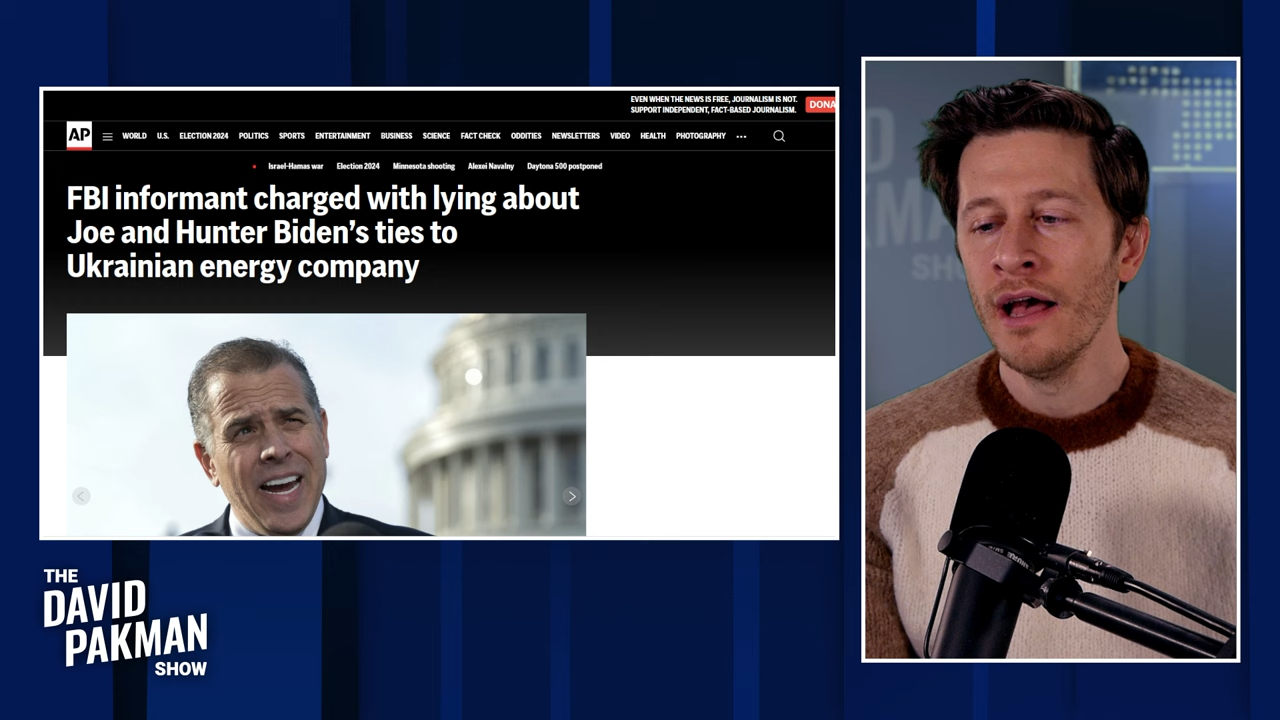 EVEN WHEN THE NEWS IS FREE, JOURNALISM IS NOT.
SUPPORT INDEPENDENT, FACT-BASED JOURNALISM.
DONA
AP
WORLD U.S. ELECTION 2024 POLITICS SPORTS ENTERTAINMENT BUSINESS SCIENCE FACT CHECK ODDITIES NEWSLETTERS VIDEO HEALTH PHOTOGRAPHY ...
Israel-Hamas war Election 2024 Minnesota shooting Alexei Navalny Daytona 500 postponed
FBI informant charged with lying about
Joe and Hunter Biden’s ties to
Ukrainian energy company
THE
DAVID
PAKMAN
SHOW